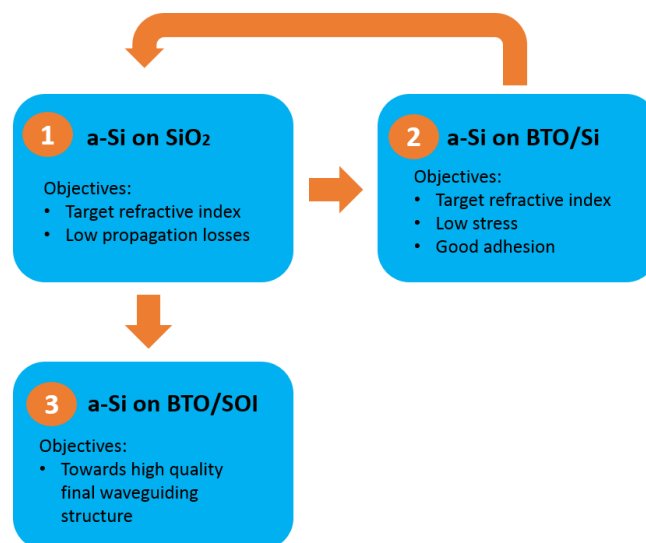 1 a-Si on SiO₂
Objectives:
• Target refractive index
• Low propagation losses
2 a-Si on BTO/Si
Objectives:
• Target refractive index
• Low stress
• Good adhesion
3 a-Si on BTO/SOI
Objectives:
• Towards high quality
final waveguiding
structure